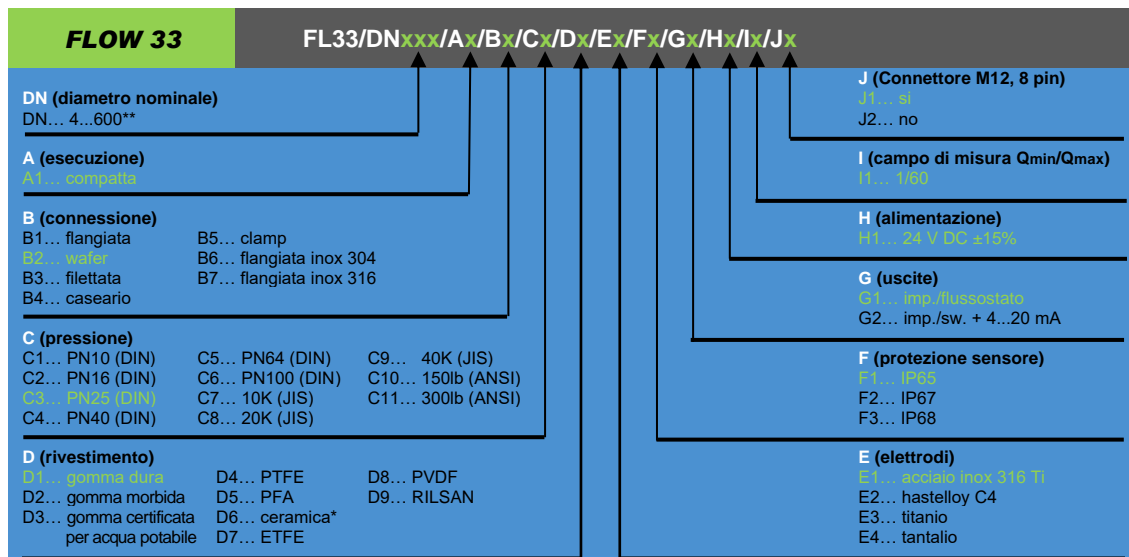 FLOW 33
FL33/DNxxx/Ax/Bx/Cx/Dx/Ex/Fx/Gx/Hx/Ix/Jx
DN (diametro nominale)
DN… 4...600**
A (esecuzione)
A1… compatta
B (connessione)
B1… flangiata B5… clamp
B2… wafer B6… flangiata inox 304
B3… filettata B7… flangiata inox 316
B4… caseario
C (pressione)
C1… PN10 (DIN) C5… PN64 (DIN) C9… 40K (JIS)
C2… PN16 (DIN) C6… PN100 (DIN) C10… 150lb (ANSI)
C3… PN25 (DIN) C7… 10K (JIS) C11… 300lb (ANSI)
C4… PN40 (DIN) C8… 20K (JIS)
D (rivestimento)
D1… gomma dura D4… PTFE D8… PVDF
D2… gomma morbida D5… PFA D9… RILSAN
D3… gomma certificata D6… ceramica*
per acqua potabile D7… ETFE
J (Connettore M12, 8 pin)
J1… si
J2… no
I (campo di misura Qmin/Qmax)
I1… 1/60
H (alimentazione)
H1… 24 V DC ±15%
G (uscite)
G1… imp./flussostato
G2… imp./sw. + 4...20 mA
F (protezione sensore)
F1… IP65
F2… IP67
F3… IP68
E (elettrodi)
E1… acciaio inox 316 Ti
E2… hastelloy C4
E3… titanio
E4… tantalio